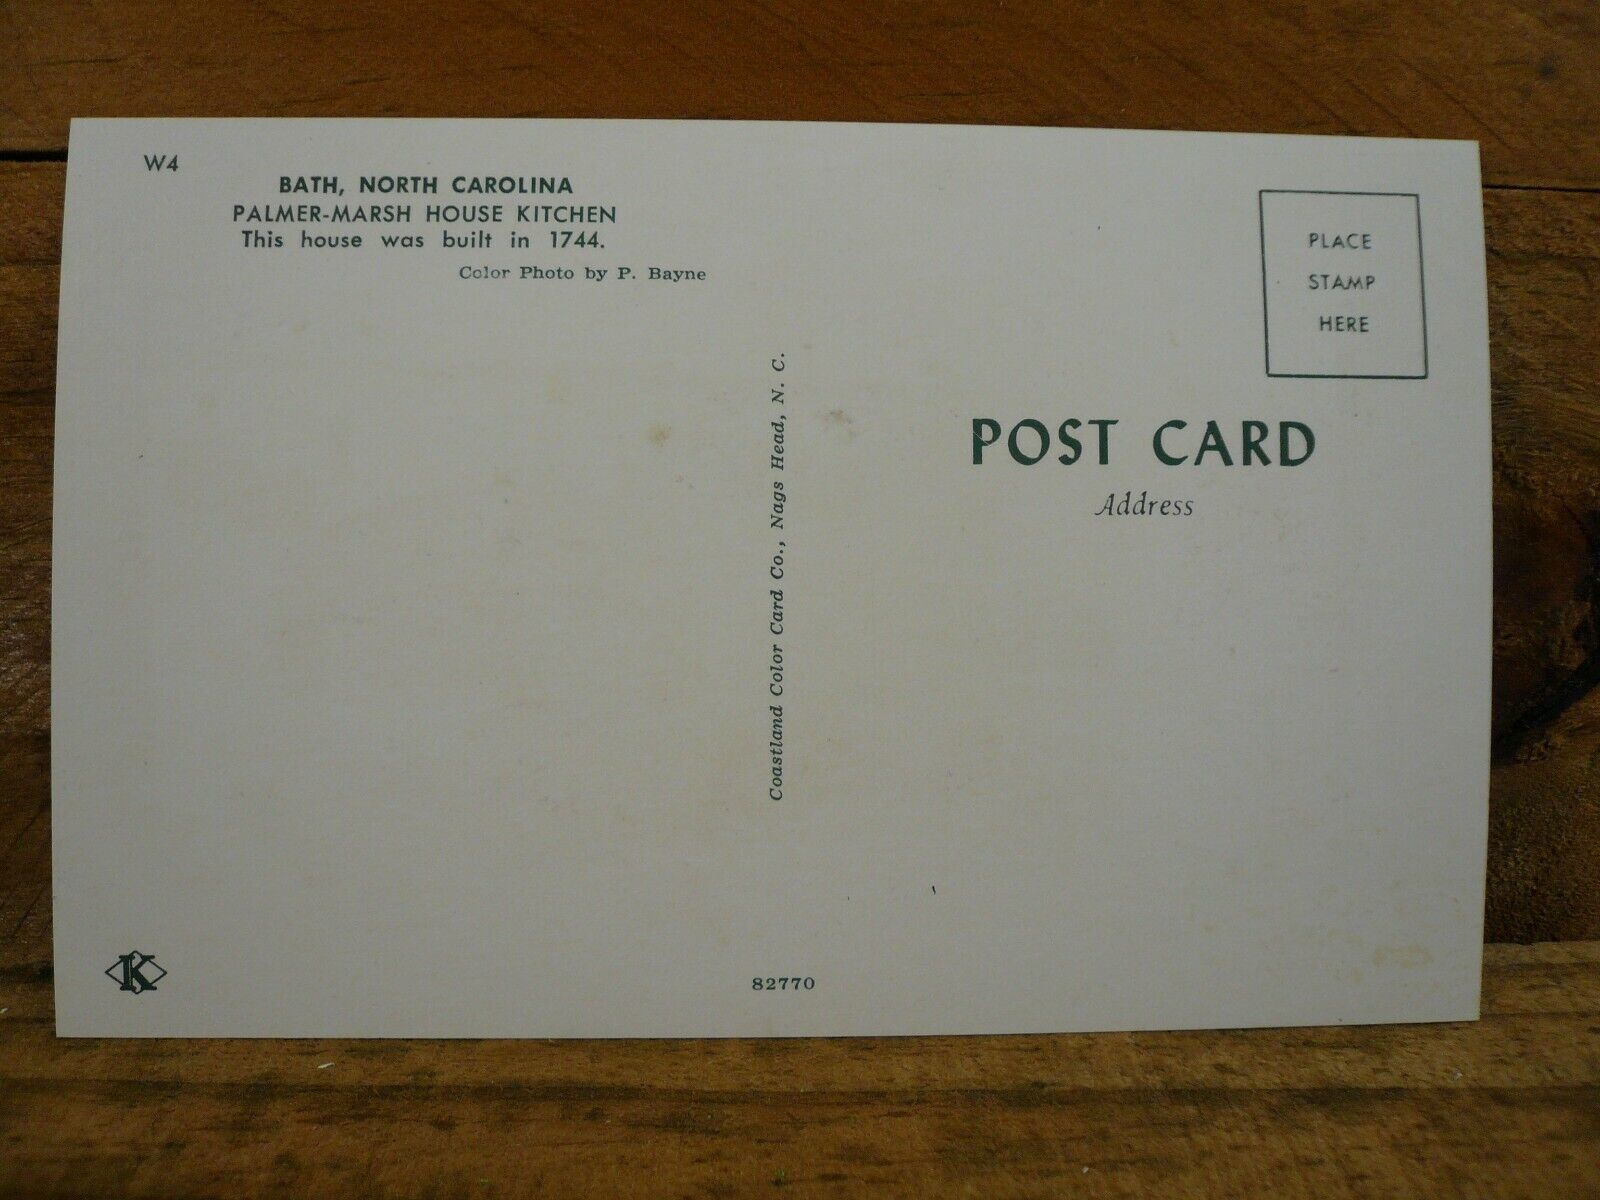 W4
BATH, NORTH CAROLINA
PALMER-MARSH HOUSE KITCHEN
This house was built in 1744.
Color Photo by P. Bayne
Coastland Color Card Co., Nags Head, N. C.
PLACE
STAMP
HERE
POST CARD
Address
K
82770